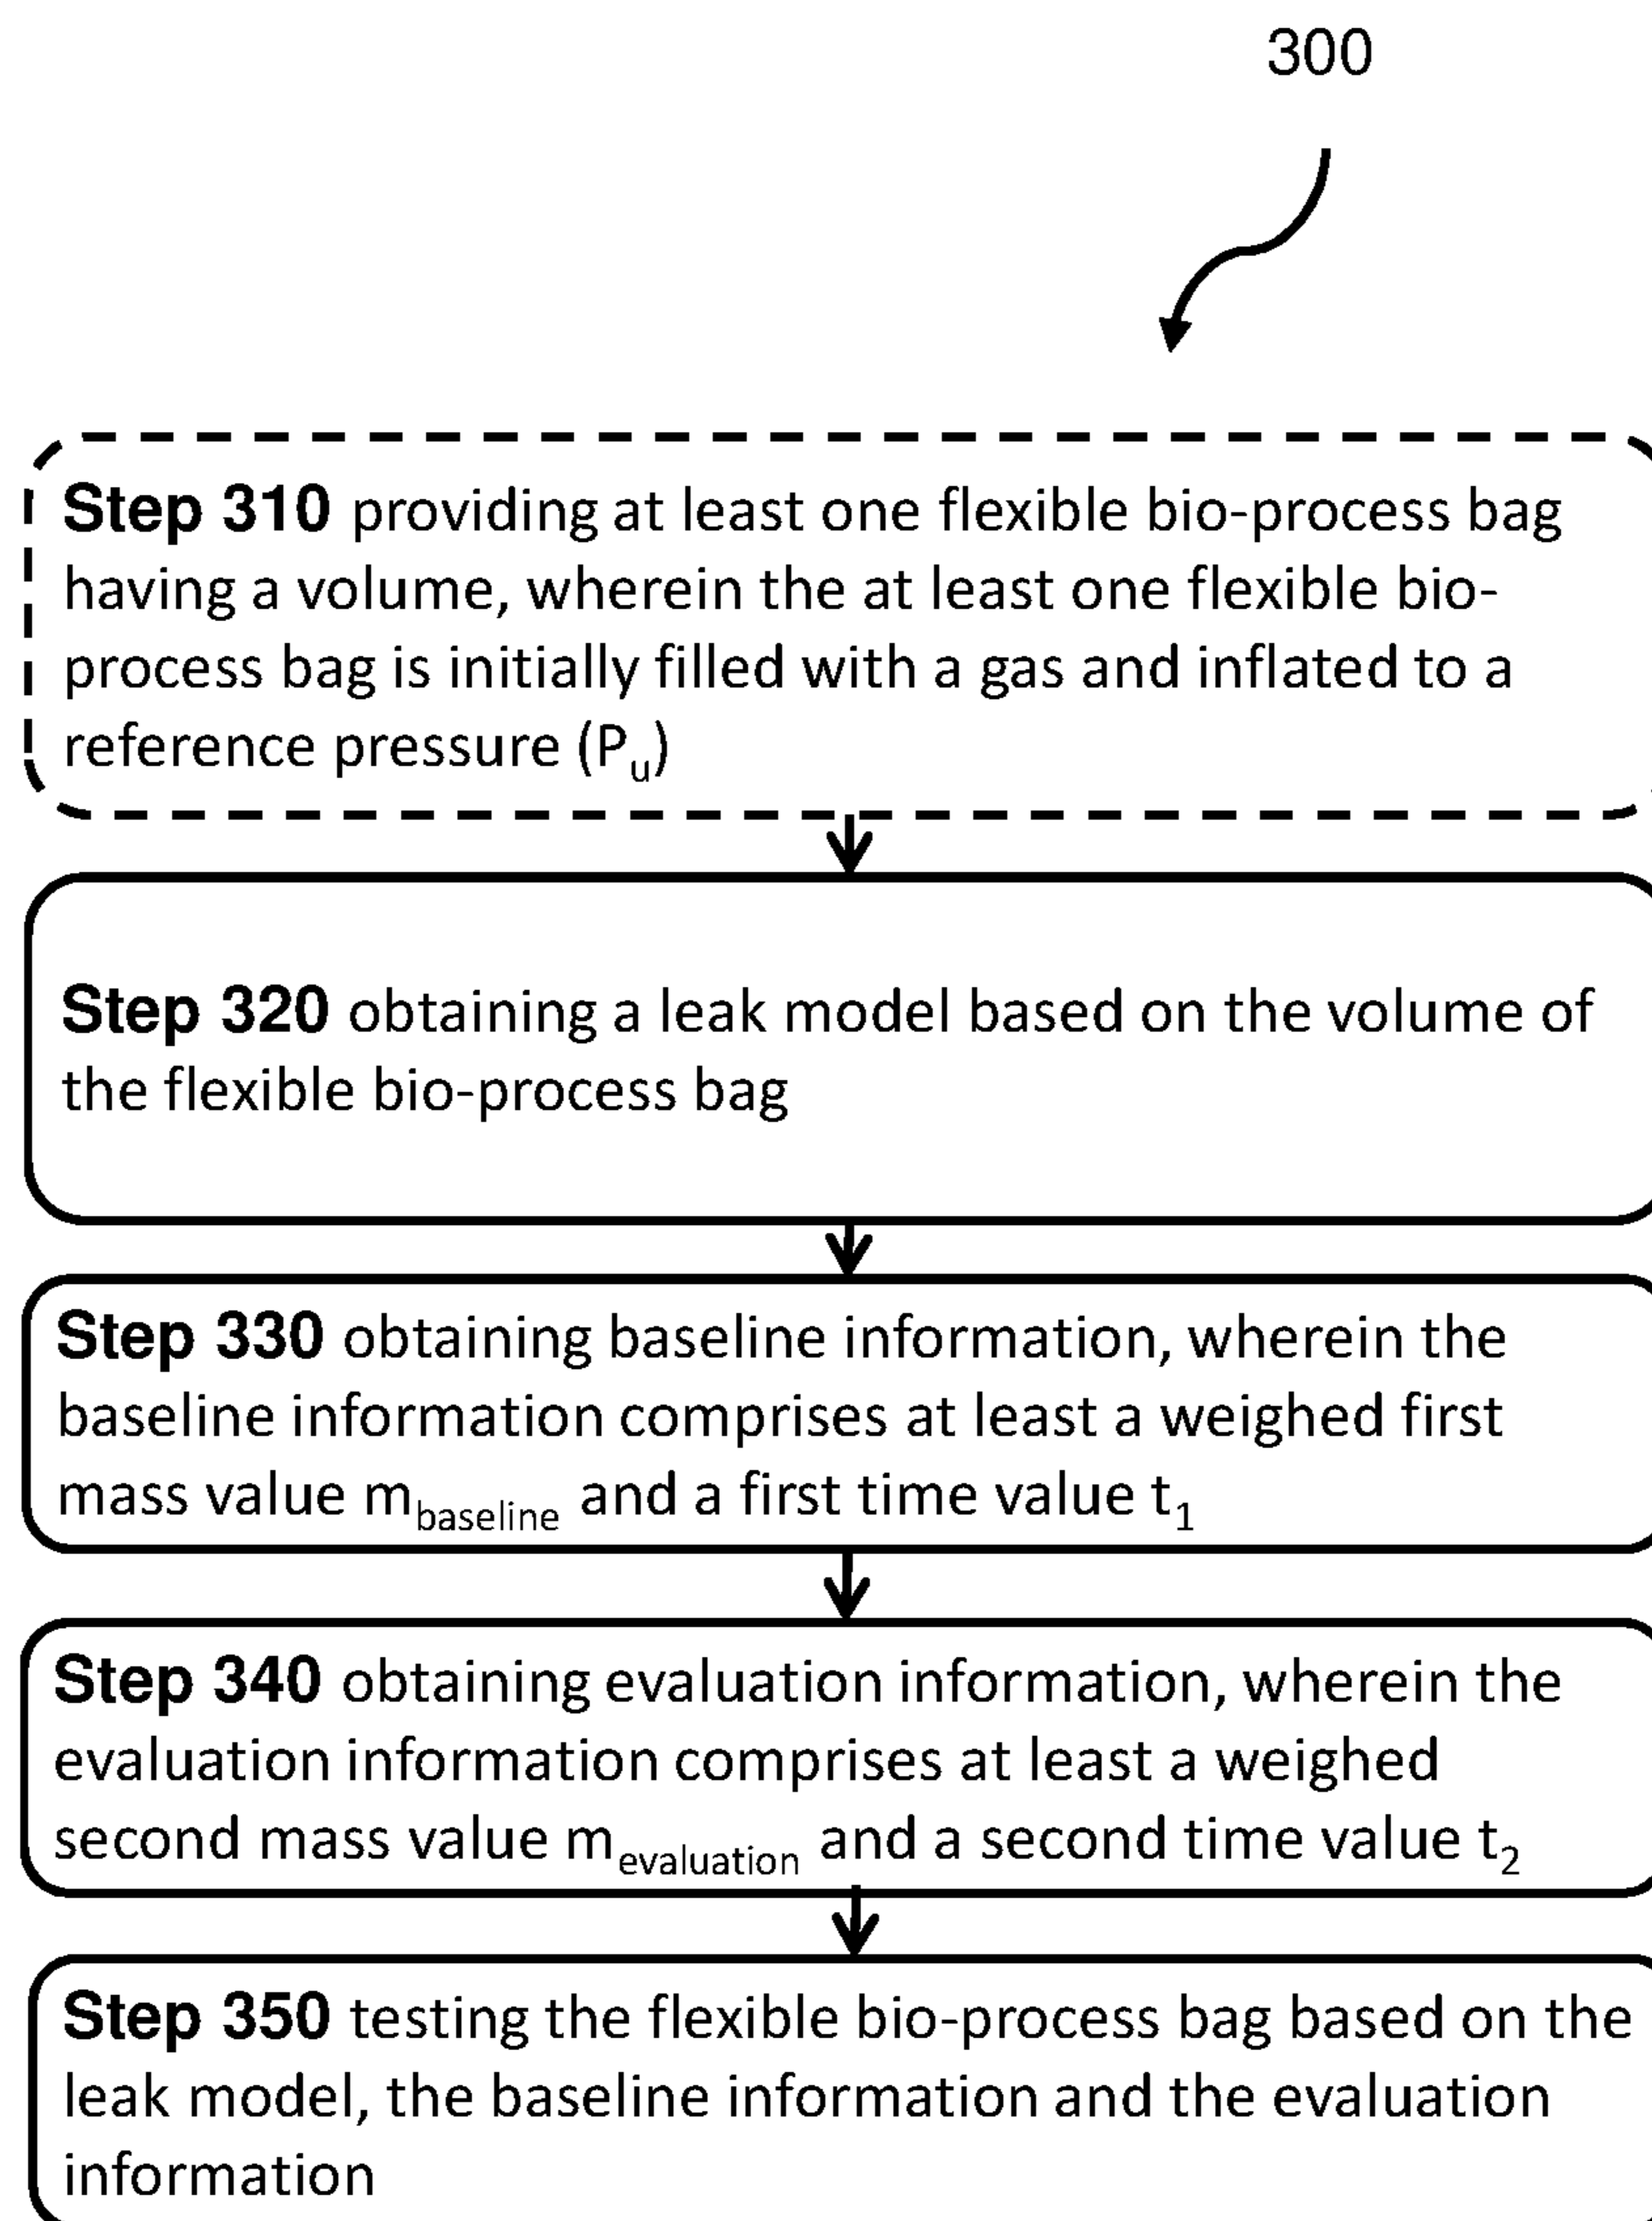 300
Step 310 providing at least one flexible bio-process bag
having a volume, wherein the at least one flexible bio-
process bag is initially filled with a gas and inflated to a
reference pressure (Pᵤ)
Step 320 obtaining a leak model based on the volume of
the flexible bio-process bag
Step 330 obtaining baseline information, wherein the
baseline information comprises at least a weighed first
mass value m_baseline and a first time value t₁
Step 340 obtaining evaluation information, wherein the
evaluation information comprises at least a weighed
second mass value m_evaluation and a second time value t₂
Step 350 testing the flexible bio-process bag based on the
leak model, the baseline information and the evaluation
information